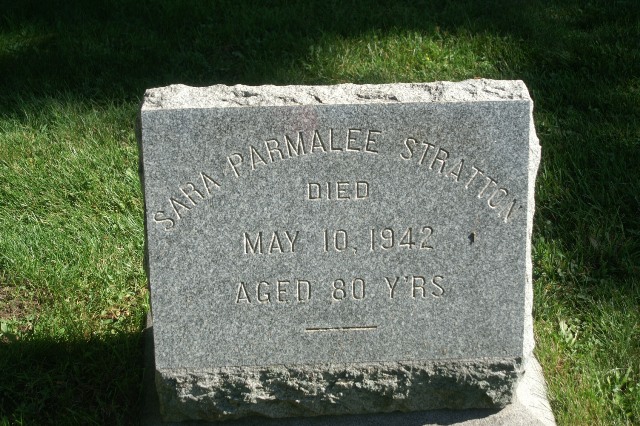 SARA PARMALEE STRATTON
DIED
MAY 10, 1942
AGED 80 Y'RS